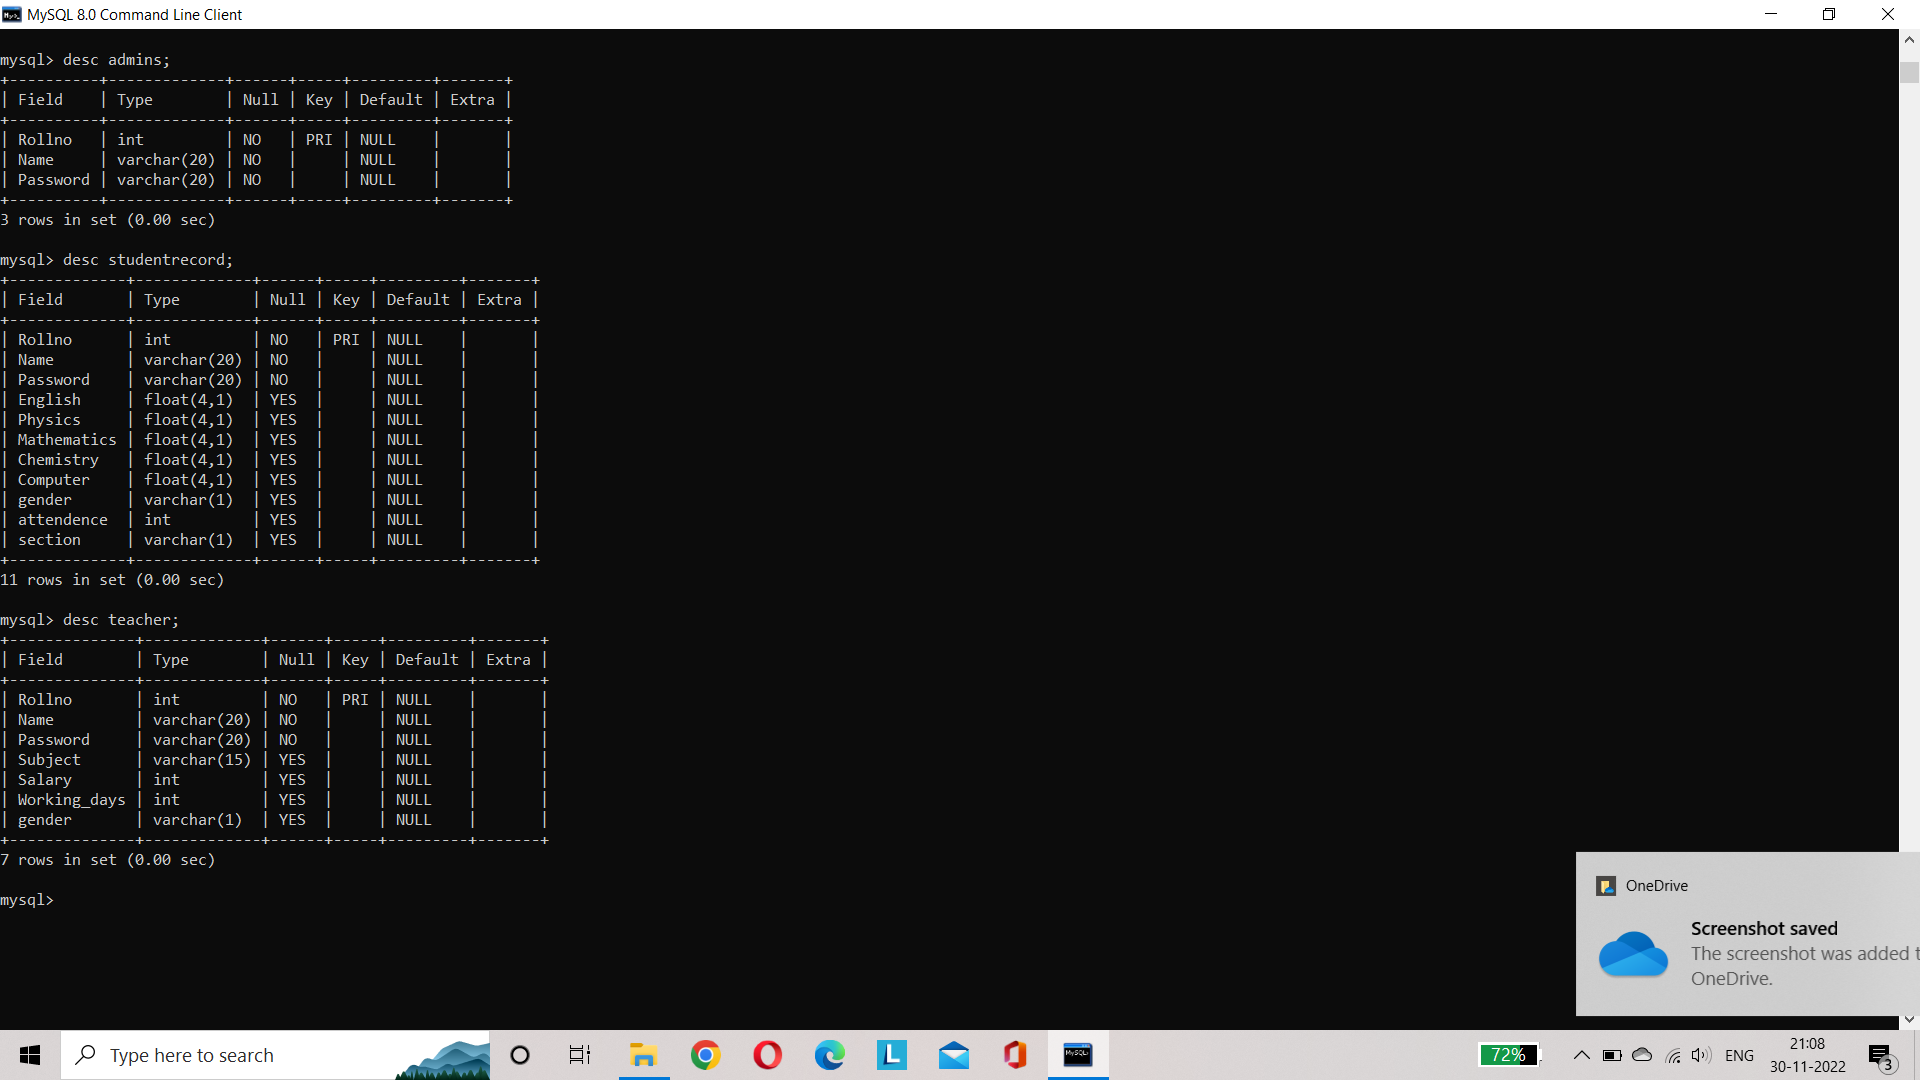 MySQL 8.0 Command Line Client
mysql> desc admins;
+----------+-------------+------+-----+---------+-------+
| Field    | Type        | Null | Key | Default | Extra |
+----------+-------------+------+-----+---------+-------+
| Rollno   | int         | NO   | PRI | NULL    |       |
| Name     | varchar(20) | NO   |     | NULL    |       |
| Password | varchar(20) | NO   |     | NULL    |       |
+----------+-------------+------+-----+---------+-------+
3 rows in set (0.00 sec)
mysql> desc studentrecord;
+-------------+-------------+------+-----+---------+-------+
| Field       | Type        | Null | Key | Default | Extra |
+-------------+-------------+------+-----+---------+-------+
| Rollno      | int         | NO   | PRI | NULL    |       |
| Name        | varchar(20) | NO   |     | NULL    |       |
| Password    | varchar(20) | NO   |     | NULL    |       |
| English     | float(4,1)  | YES  |     | NULL    |       |
| Physics     | float(4,1)  | YES  |     | NULL    |       |
| Mathematics | float(4,1)  | YES  |     | NULL    |       |
| Chemistry   | float(4,1)  | YES  |     | NULL    |       |
| Computer    | float(4,1)  | YES  |     | NULL    |       |
| gender      | varchar(1)  | YES  |     | NULL    |       |
| attendence  | int         | YES  |     | NULL    |       |
| section     | varchar(1)  | YES  |     | NULL    |       |
+-------------+-------------+------+-----+---------+-------+
11 rows in set (0.00 sec)
mysql> desc teacher;
+--------------+-------------+------+-----+---------+-------+
| Field        | Type        | Null | Key | Default | Extra |
+--------------+-------------+------+-----+---------+-------+
| Rollno       | int         | NO   | PRI | NULL    |       |
| Name         | varchar(20) | NO   |     | NULL    |       |
| Password     | varchar(20) | NO   |     | NULL    |       |
| Subject      | varchar(15) | YES  |     | NULL    |       |
| Salary       | int         | YES  |     | NULL    |       |
| Working_days | int         | YES  |     | NULL    |       |
| gender       | varchar(1)  | YES  |     | NULL    |       |
+--------------+-------------+------+-----+---------+-------+
7 rows in set (0.00 sec)
mysql>
OneDrive
Screenshot saved
The screenshot was added t
OneDrive.
Type here to search
L
MySQL
72%
ENG
21:08
30-11-2022
3